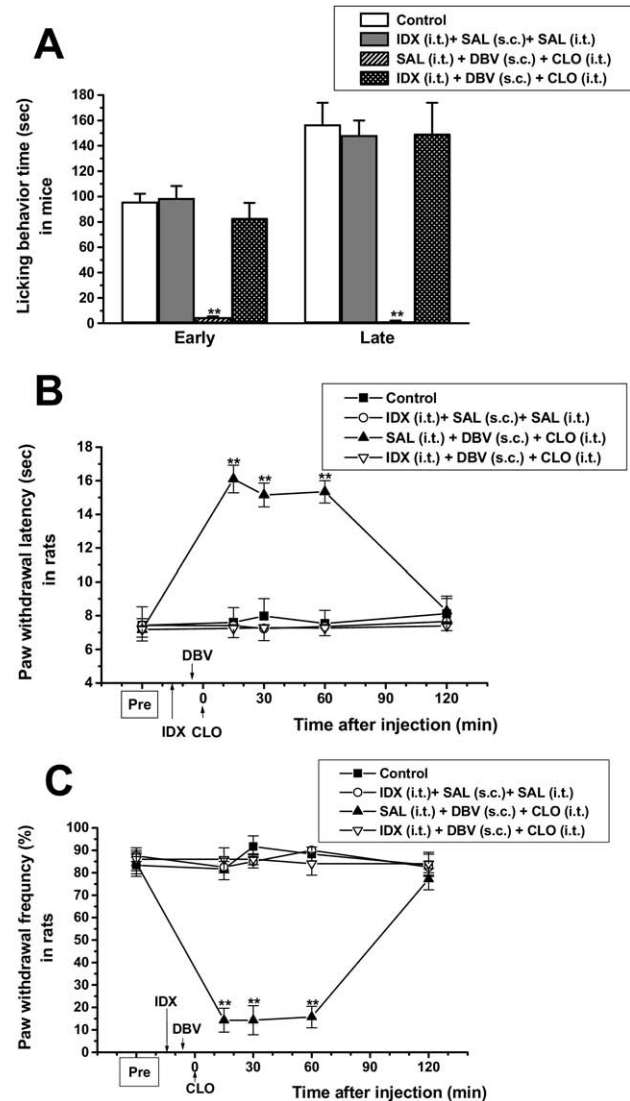 A
Control
IDX (i.t.)+ SAL (s.c.)+ SAL (i.t.)
SAL (i.t.) + DBV (s.c.) + CLO (i.t.)
IDX (i.t.) + DBV (s.c.) + CLO (i.t.)
Licking behavior time (sec)
in mice
200
180
160
140
120
100
80
60
40
20
0
**
**
Early
Late
B
Control
IDX (i.t.)+ SAL (s.c.)+ SAL (i.t.)
SAL (i.t.) + DBV (s.c.) + CLO (i.t.)
IDX (i.t.) + DBV (s.c.) + CLO (i.t.)
Paw withdrawal latency (sec)
in rats
18
16
14
12
10
8
6
4
** ** **
DBV
Pre 0 30 60 90 120
IDX CLO
Time after injection (min)
C
Control
IDX (i.t.)+ SAL (s.c.)+ SAL (i.t.)
SAL (i.t.) + DBV (s.c.) + CLO (i.t.)
IDX (i.t.) + DBV (s.c.) + CLO (i.t.)
Paw withdrawal frequncy (%)
in rats
100
90
80
70
60
50
40
30
20
10
0
** ** **
IDX
DBV
Pre 0 30 60 90 120
CLO
Time after injection (min)